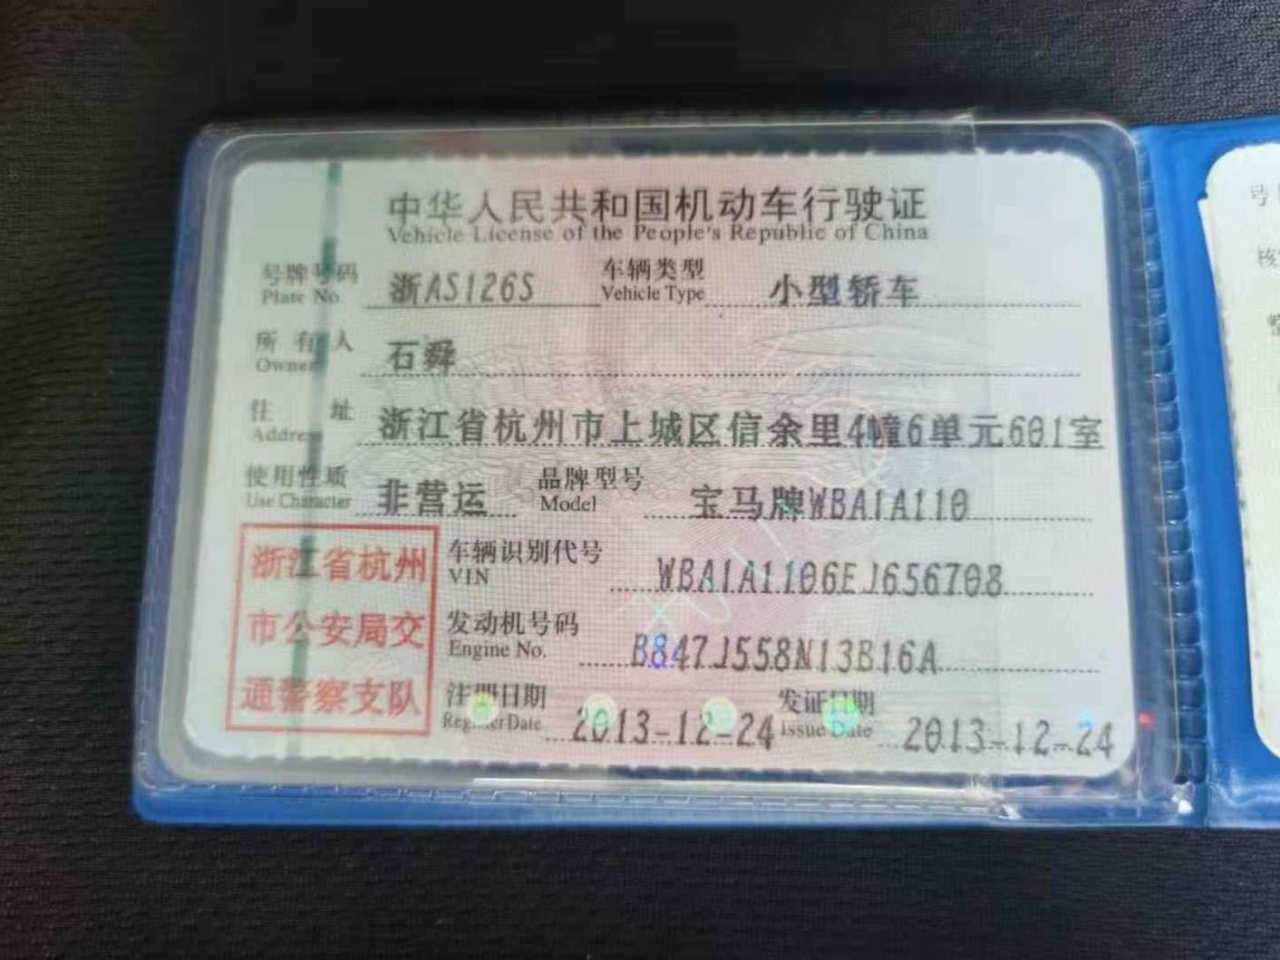 中华人民共和国机动车行驶证
Vehicle License of the People's Republic of China
号牌号码 浙AS126S 车辆类型 小型轿车
Plate No Vehicle Type
所有人 石舜
Owner
住址 浙江省杭州市上城区信余里4幢6单元601室
Address
使用性质 非营运 品牌型号 宝马牌WBA1A110
Use Character Model
浙江省杭州
市公安局交
通警察支队
车辆识别代号 WBA1A1106EJ656708
VIN
发动机号码 B847J558N13B16A
Engine No.
注册日期 2013-12-24 发证日期 2013-12-24
Register Date Issue Date
号
核